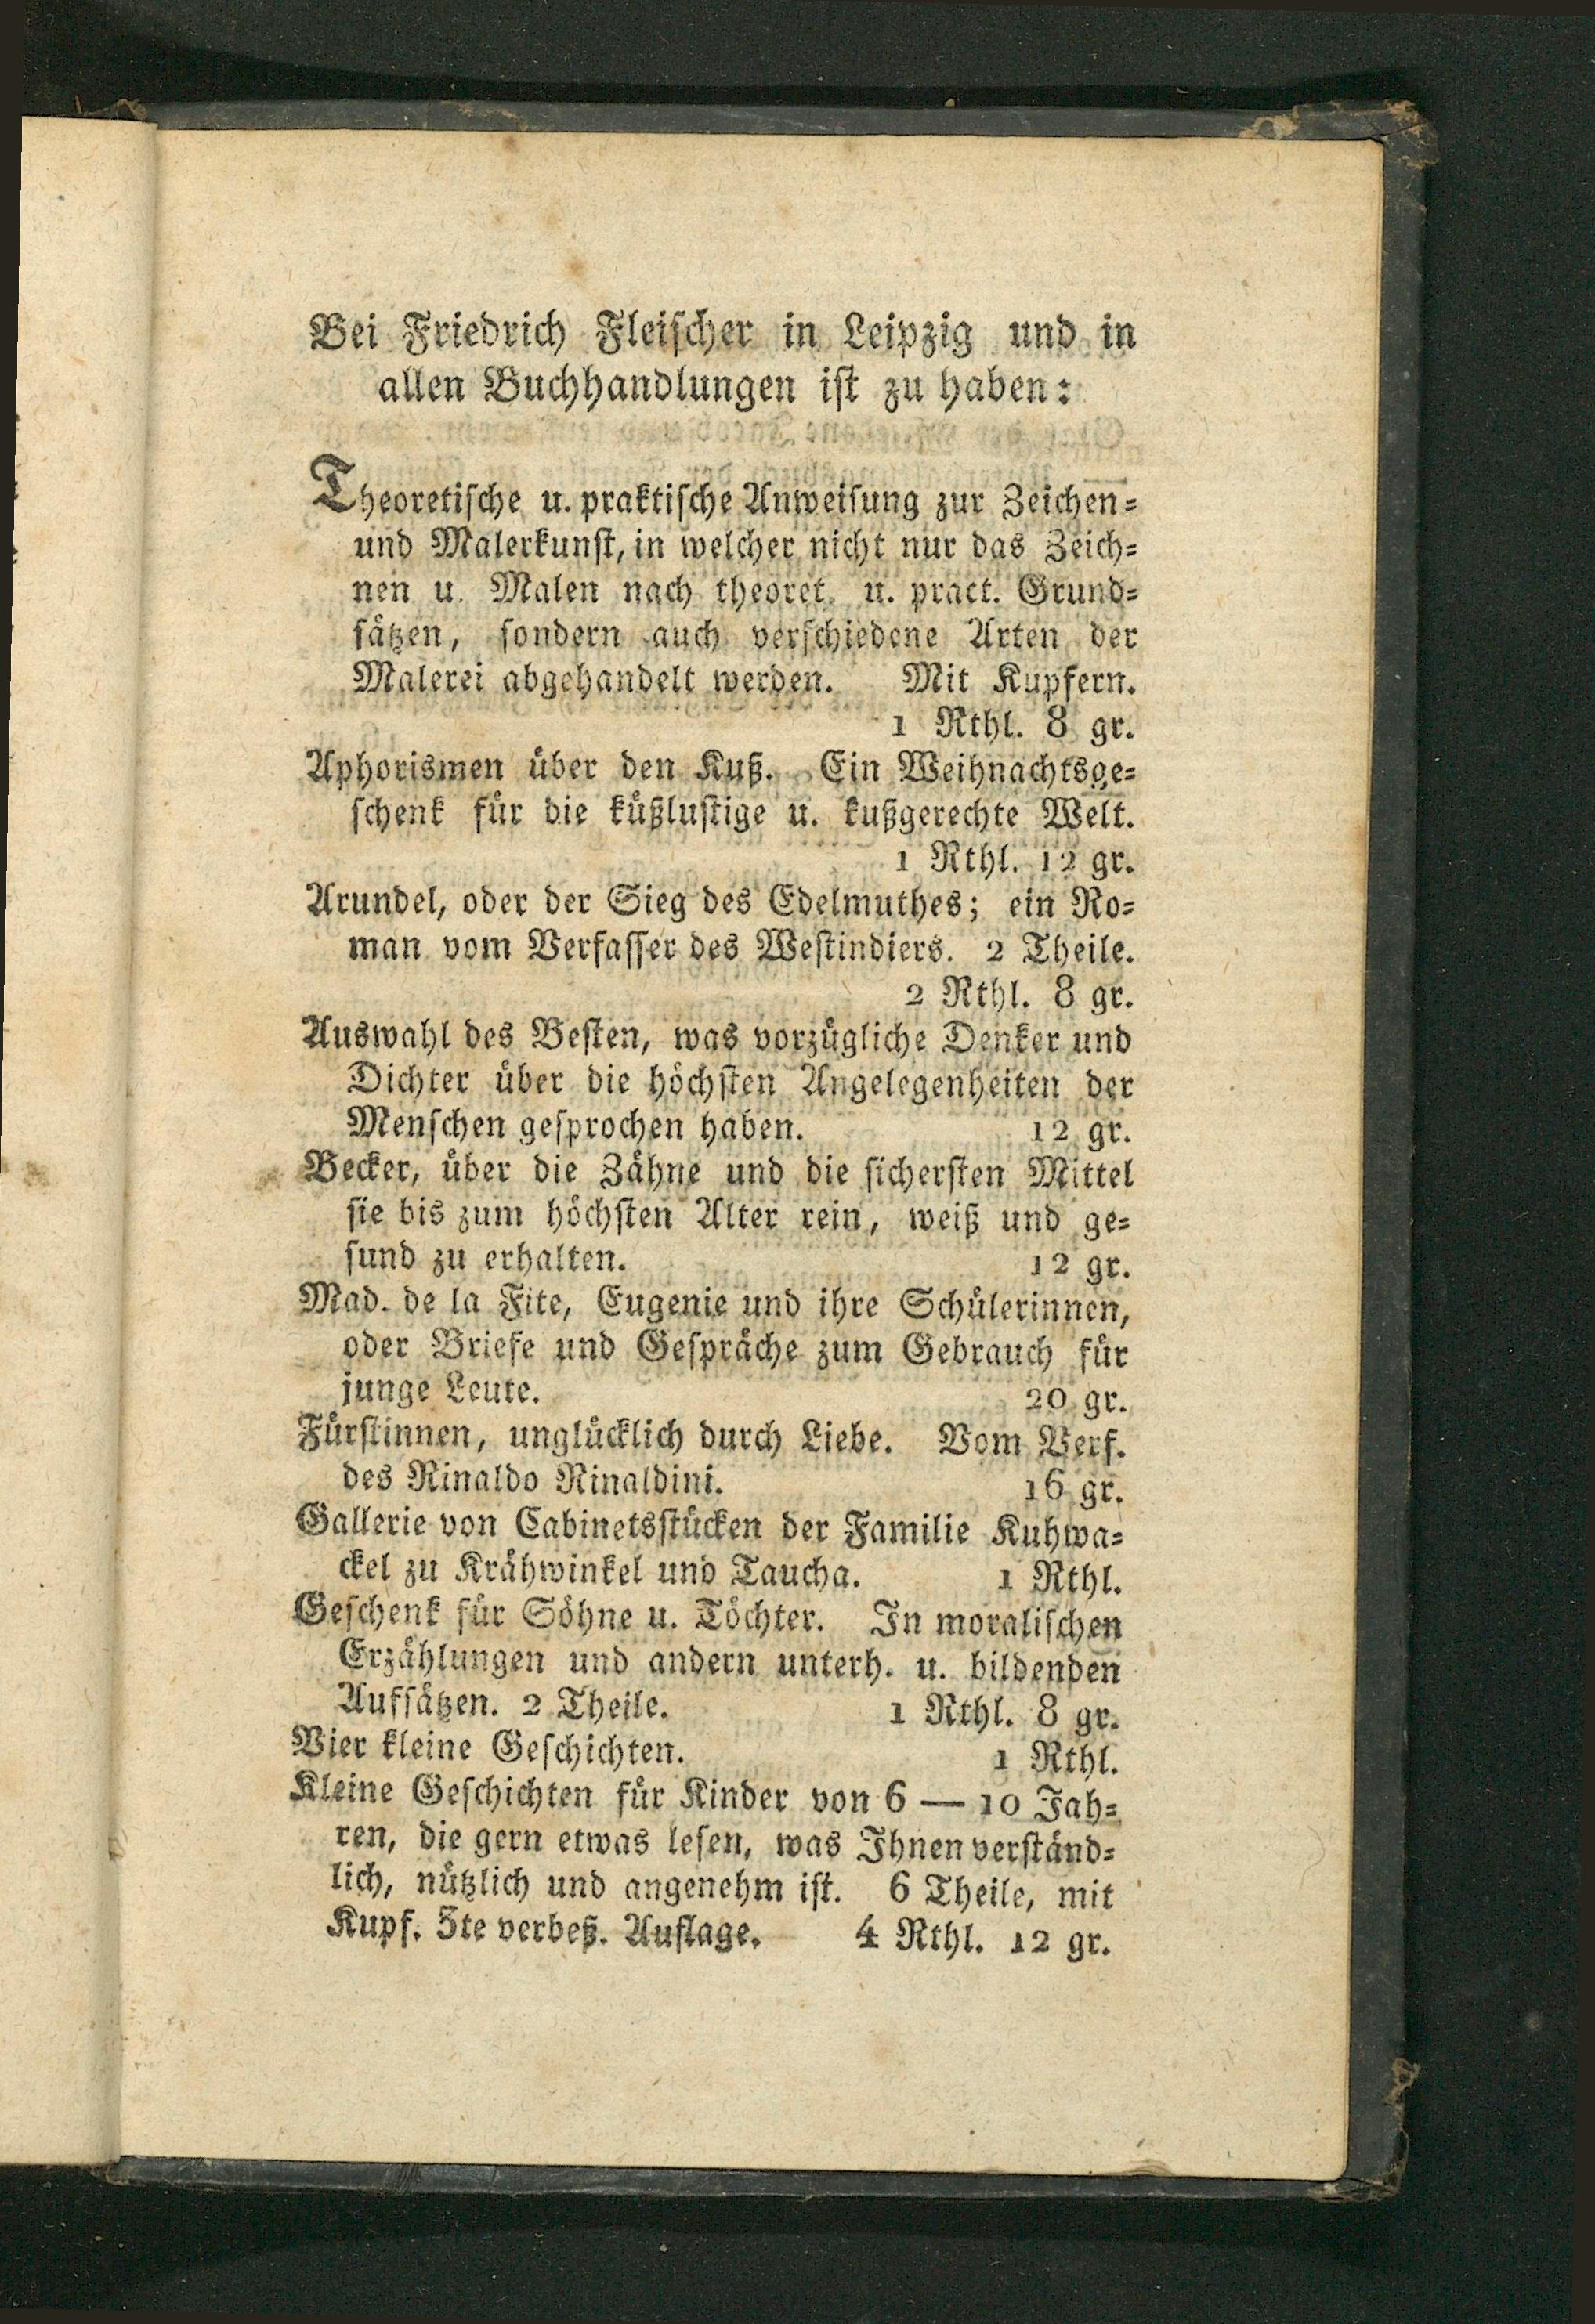 Bei Friedrich Fleischer in Leipzig und in
allen Buchhandlungen ist zu haben:
Theoretische u. praktische Anweisung zur Zeichen-
und Malerkunst, in welcher nicht nur das Zeich-
nen u. Malen nach theoret. u. pract. Grund-
sätzen, sondern auch verschiedene Arten der
Malerei abgehandelt werden. Mit Kupfern.
1 Rthl. 8 gr.
Aphorismen über den Kuß. Ein Weihnachtsge-
schenk für die küßlustige u. kußgerechte Welt.
1 Rthl. 12 gr.
Arundel, oder der Sieg des Edelmuthes; ein Ro-
man vom Verfasser des Westindiers. 2 Theile.
2 Rthl. 8 gr.
Auswahl des Besten, was vorzügliche Denker und
Dichter über die höchsten Angelegenheiten der
Menschen gesprochen haben. 12 gr.
Becker, über die Zähne und die sichersten Mittel
sie bis zum höchsten Alter rein, weiß und ge-
sund zu erhalten. 12 gr.
Mad. de la Fite, Eugenie und ihre Schülerinnen,
oder Briefe und Gespräche zum Gebrauch für
junge Leute. 20 gr.
Fürstinnen, unglücklich durch Liebe. Vom Verf.
des Rinaldo Rinaldini. 16 gr.
Gallerie von Cabinetsstücken der Familie Kuhwa-
ckel zu Krähwinkel und Taucha. 1 Rthl.
Geschenk für Söhne u. Töchter. In moralischen
Erzählungen und andern unterh. u. bildenden
Aufsätzen. 2 Theile. 1 Rthl. 8 gr.
Vier kleine Geschichten. 1 Rthl.
Kleine Geschichten für Kinder von 6 — 10 Jah-
ren, die gern etwas lesen, was Ihnen verständ-
lich, nützlich und angenehm ist. 6 Theile, mit
Kupf. 3te verbeß. Auflage. 4 Rthl. 12 gr.